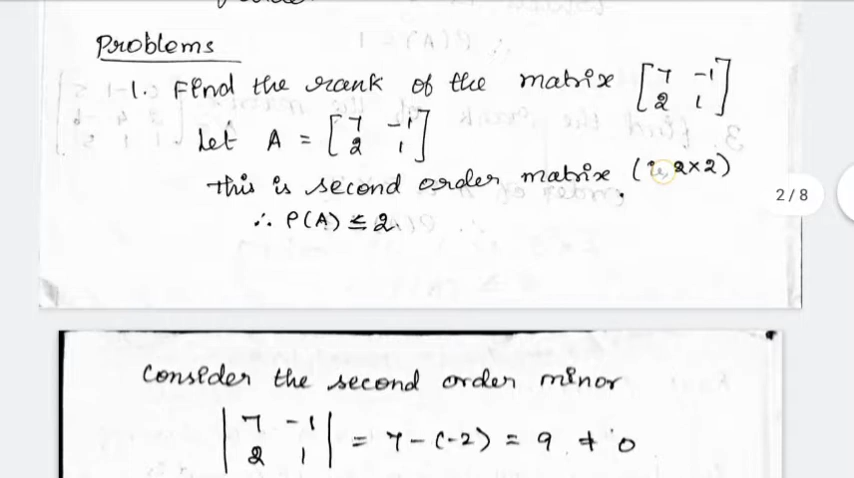 Problems
1. Find the rank of the matrix [7 -1
2 1]
Let A = [7 -1
2 1]
This is second order matrix (ie, 2×2)
∴ ρ(A) ≤ 2.
2/8
Consider the second order minor
|7 -1
2 1| = 7-(-2) = 9 ≠ 0